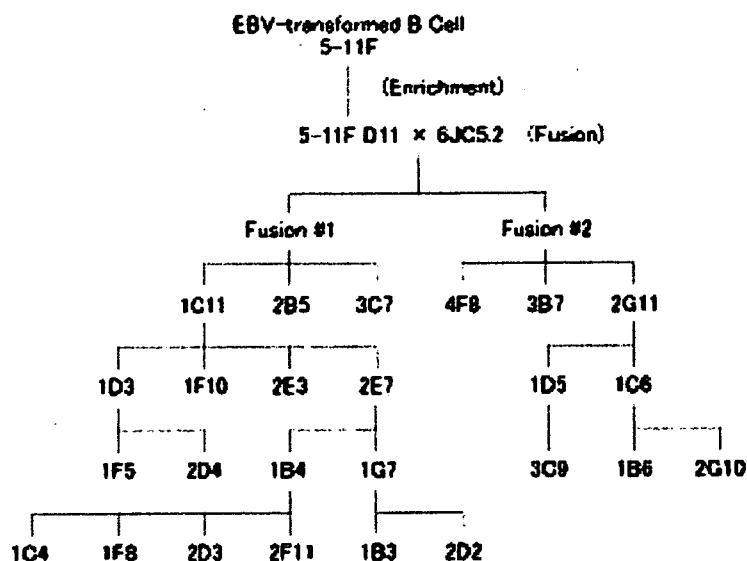 EBV-transformed B Cell
5-11F
(Enrichment)
5-11F D11 × 6JC5.2 (Fusion)
Fusion #1 Fusion #2
1C11 2B5 3C7 4F8 3B7 2G11
1D3 1F10 2E3 2E7 1D5 1C6
1F5 2D4 1B4 1G7 3C9 1B6 2G10
1C4 1F8 2D3 2F11 1B3 2D2